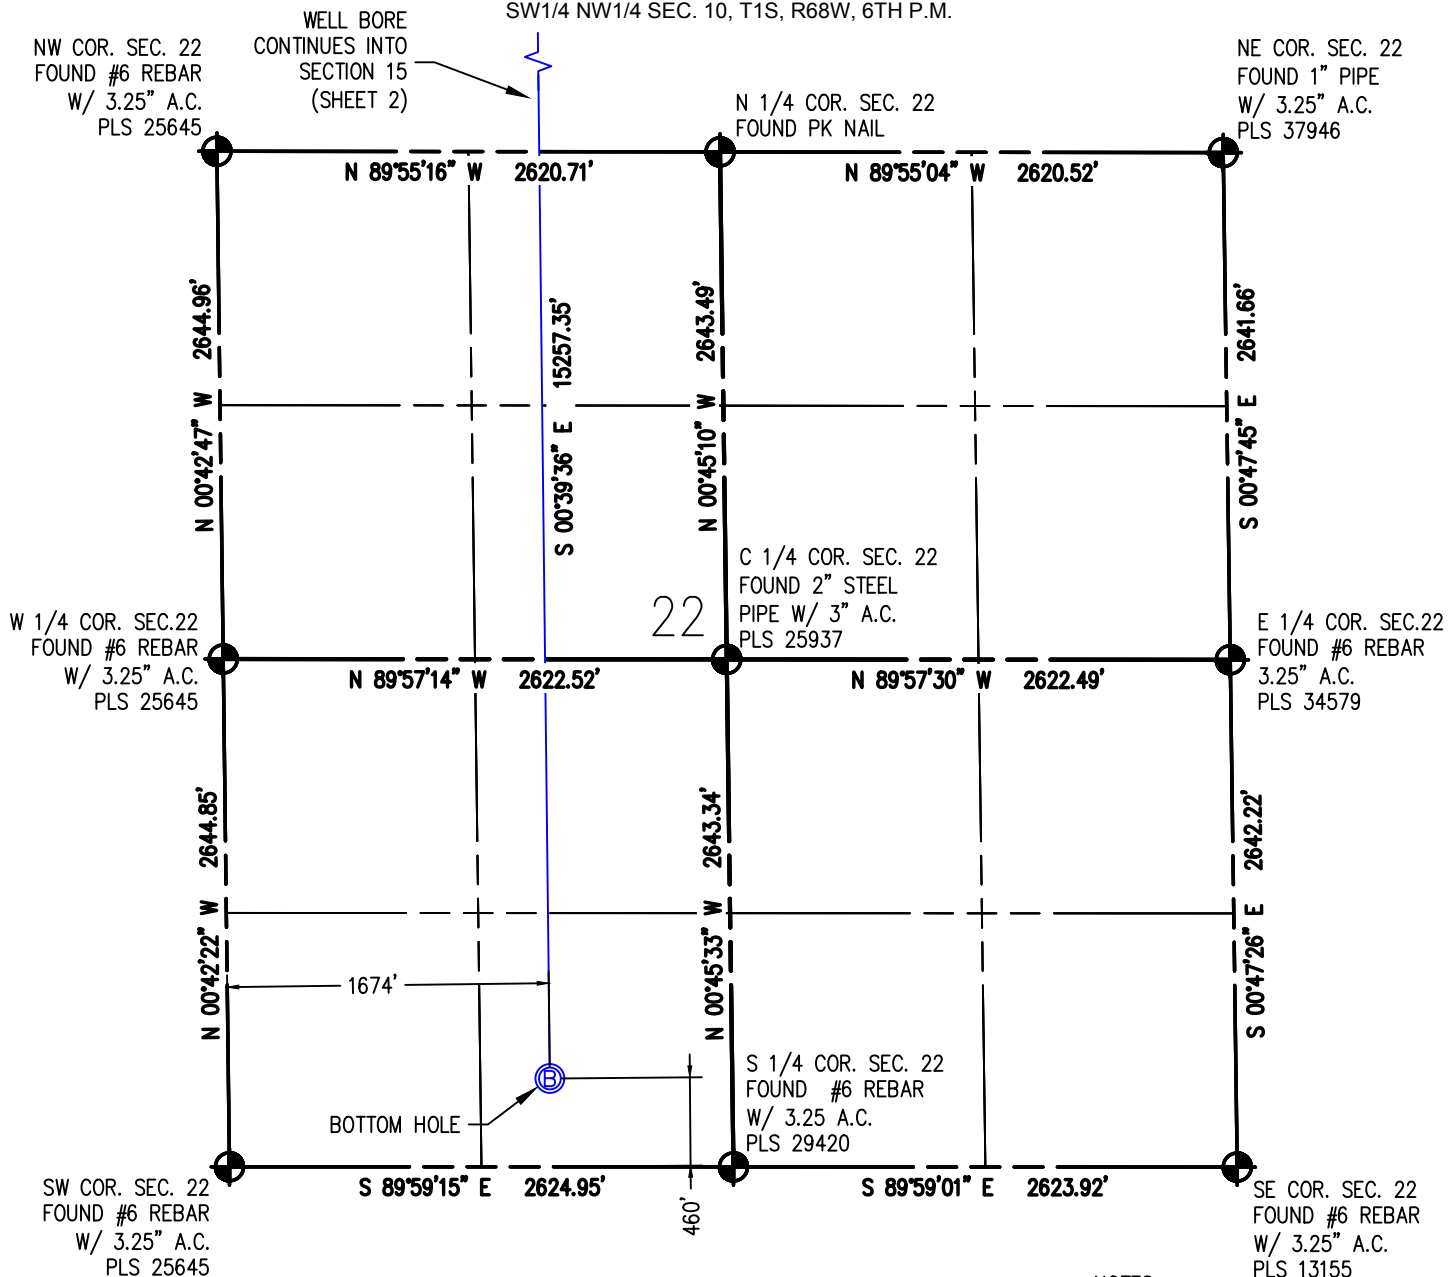 SW1/4 NW1/4 SEC. 10, T1S, R68W, 6TH P.M.
WELL BORE
CONTINUES INTO
SECTION 15
(SHEET 2)
NW COR. SEC. 22
FOUND #6 REBAR
W/ 3.25" A.C.
PLS 25645
N 1/4 COR. SEC. 22
FOUND PK NAIL
NE COR. SEC. 22
FOUND 1" PIPE
W/ 3.25" A.C.
PLS 37946
N 89°55'16" W 2620.71'
N 89°55'04" W 2620.52'
N 00°42'47" W 2644.96'
S 00°39'36" E 15257.35'
N 00°45'10" W 2643.49'
S 00°47'45" E 2641.66'
C 1/4 COR. SEC. 22
FOUND 2" STEEL
PIPE W/ 3" A.C.
PLS 25937
22
W 1/4 COR. SEC.22
FOUND #6 REBAR
W/ 3.25" A.C.
PLS 25645
E 1/4 COR. SEC.22
FOUND #6 REBAR
3.25" A.C.
PLS 34579
N 89°57'14" W 2622.52'
N 89°57'30" W 2622.49'
N 00°42'22" W 2644.85'
N 00°45'33" W 2643.34'
S 00°47'26" E 2642.22'
1674'
B
BOTTOM HOLE
S 1/4 COR. SEC. 22
FOUND #6 REBAR
W/ 3.25 A.C.
PLS 29420
460'
S 89°59'15" E 2624.95'
S 89°59'01" E 2623.92'
SW COR. SEC. 22
FOUND #6 REBAR
W/ 3.25" A.C.
PLS 25645
SE COR. SEC. 22
FOUND #6 REBAR
W/ 3.25" A.C.
PLS 13155